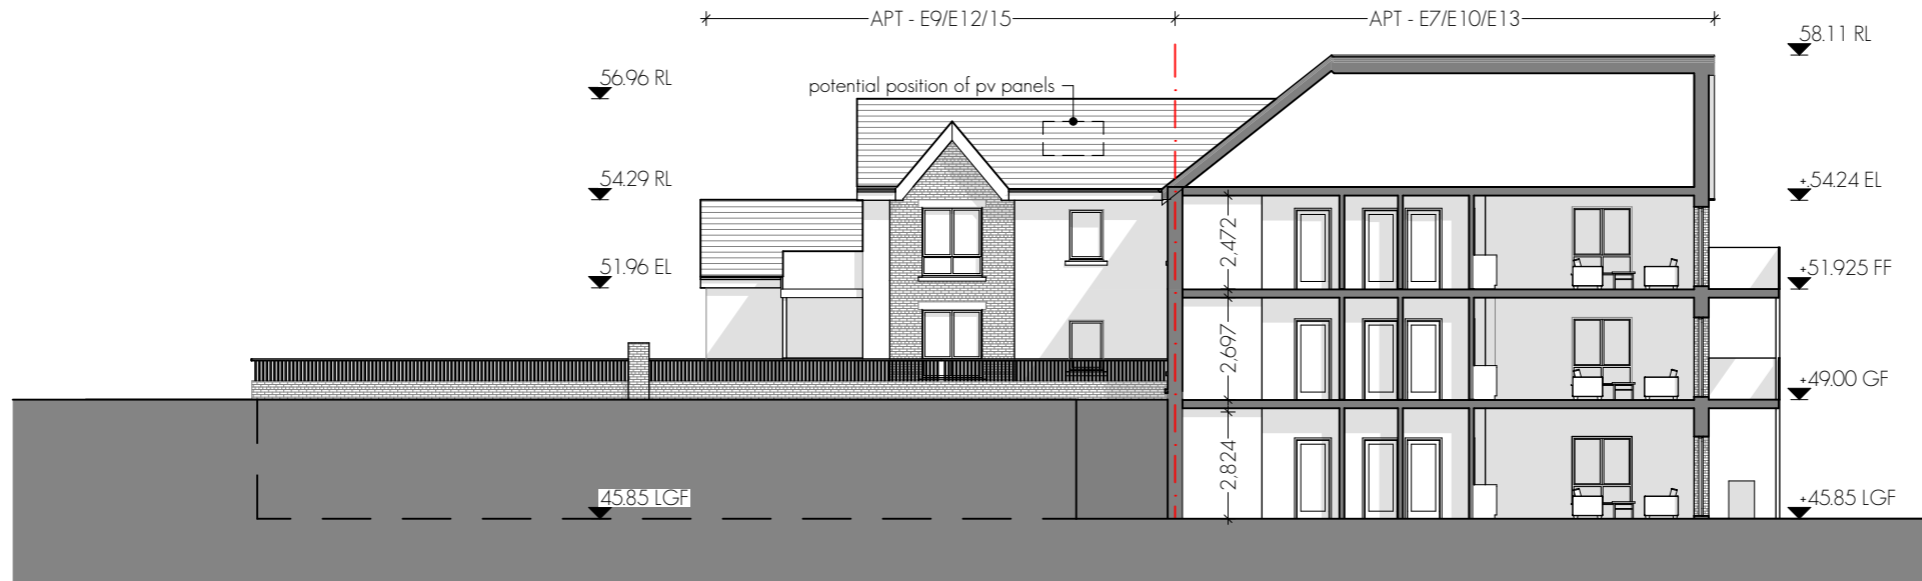 APT - E9/E12/15
APT - E7/E10/E13
58.11 RL
56.96 RL
potential position of pv panels
54.29 RL
+.54.24 EL
2,472
51.96 EL
+51.925 FF
2,697
+49.00 GF
2,824
45.85 LGF
+45.85 LGF